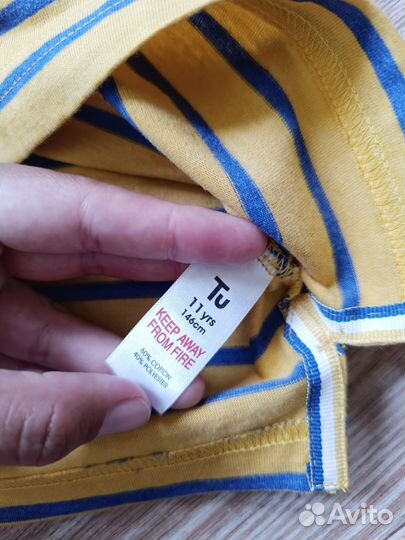 Tu
11 yrs
146cm
KEEP AWAY
FROM FIRE
60% COTTON
40% POLYESTER
Avito